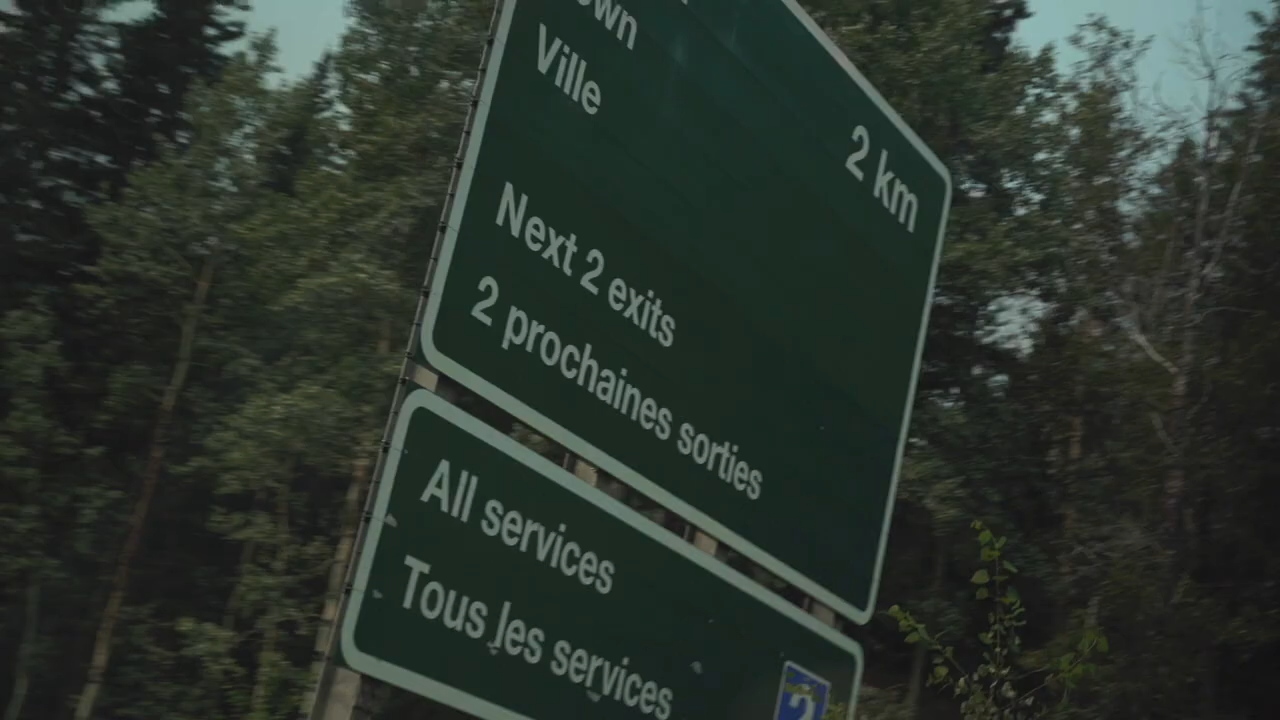 Ville
2 km
Next 2 exits
2 prochaines sorties
All services
Tous les services
?